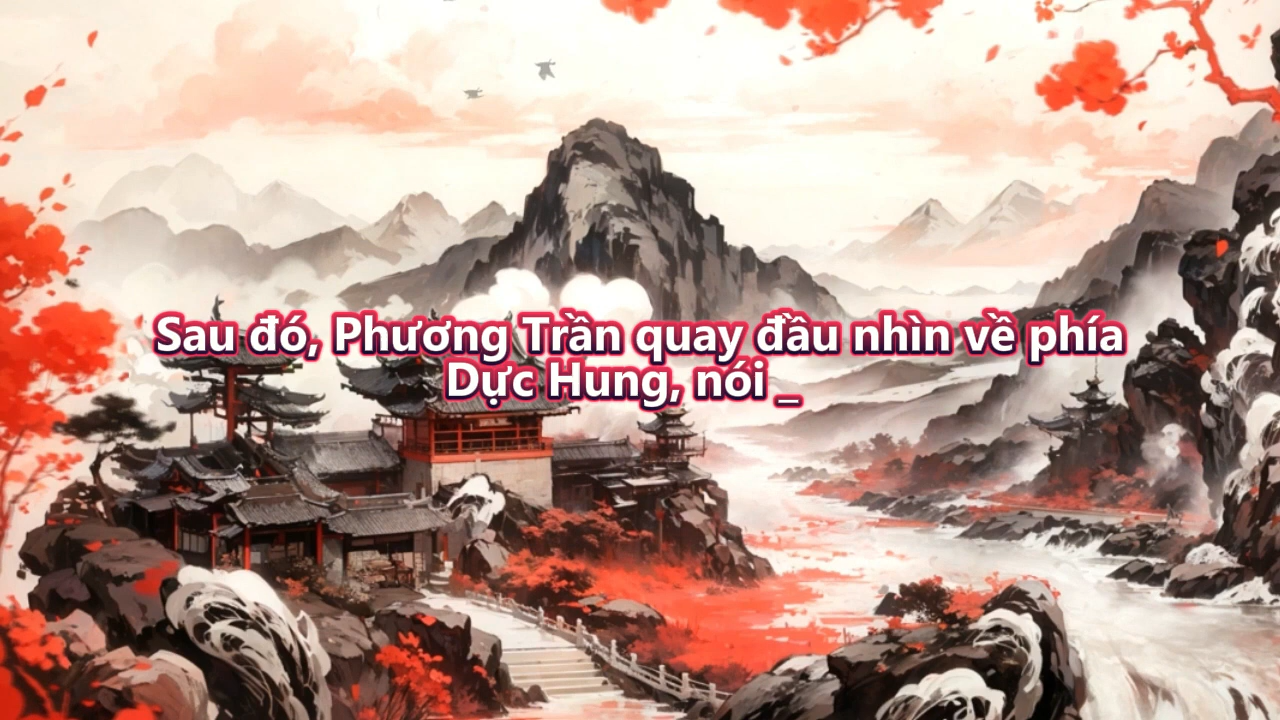 Sau đó, Phương Trần quay đầu nhìn về phía
Dực Hung, nói _